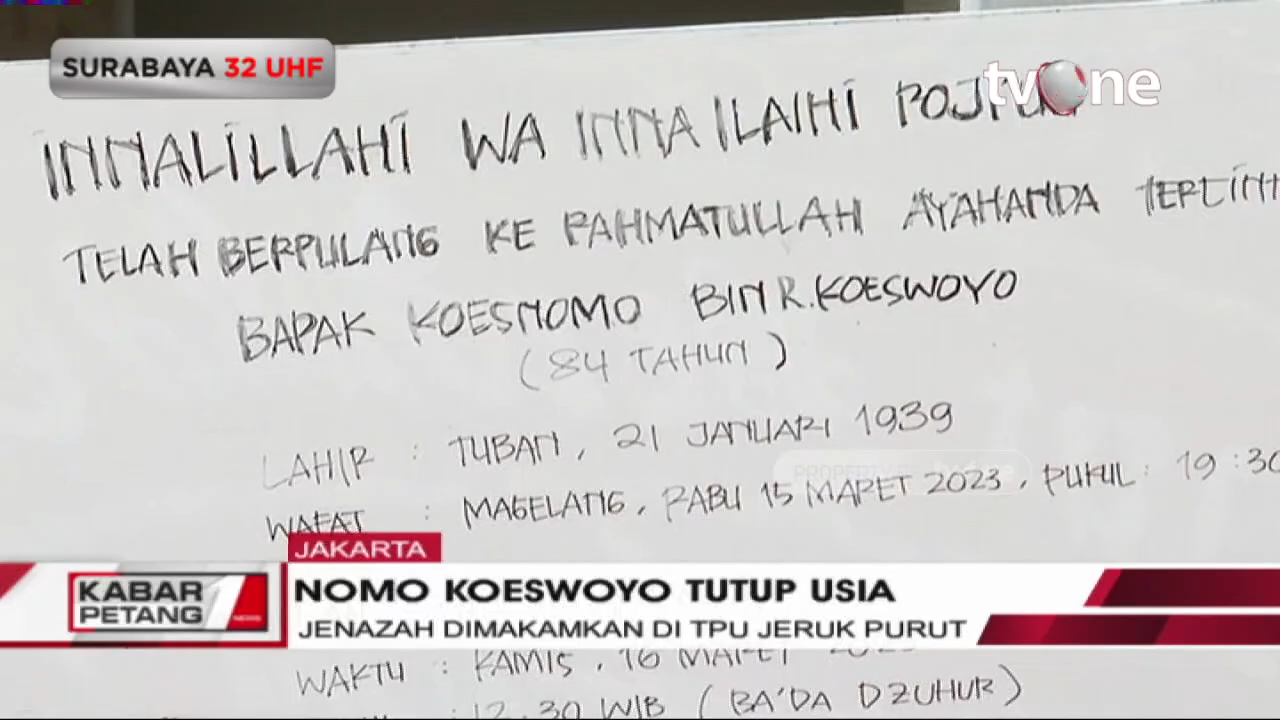 SURABAYA 32 UHF
tvOne
INNALILLAHI WA INNA ILAIHI
TELAH BERPULANG KE RAHMATULLAH AYAHANDA
BAPAK KOESNOMO BIN R.KOESWOYO
(84 TAHUN)
LAHIR : TUBAN, 21 JANUARI 1939
WAFAT : MAGELANG, RABU 15 MARET 2023, PUKUL : 19:30
JAKARTA
KABAR PETANG
NOMO KOESWOYO TUTUP USIA
JENAZAH DIMAKAMKAN DI TPU JERUK PURUT
WAKTU : KAMIS, 16 MARET
: 12.30 WIB (BA'DA DZUHUR)